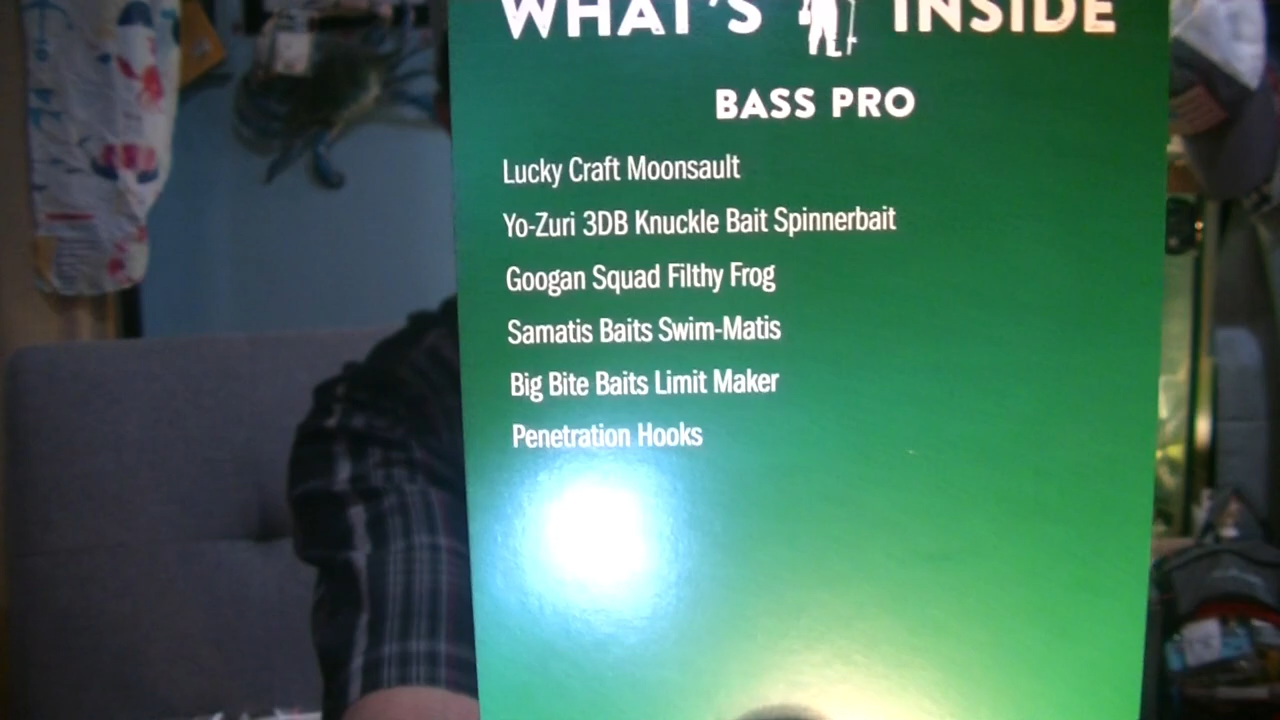 WHAT'S INSIDE
BASS PRO
Lucky Craft Moonsault
Yo-Zuri 3DB Knuckle Bait Spinnerbait
Googan Squad Filthy Frog
Samatis Baits Swim-Matis
Big Bite Baits Limit Maker
Penetration Hooks